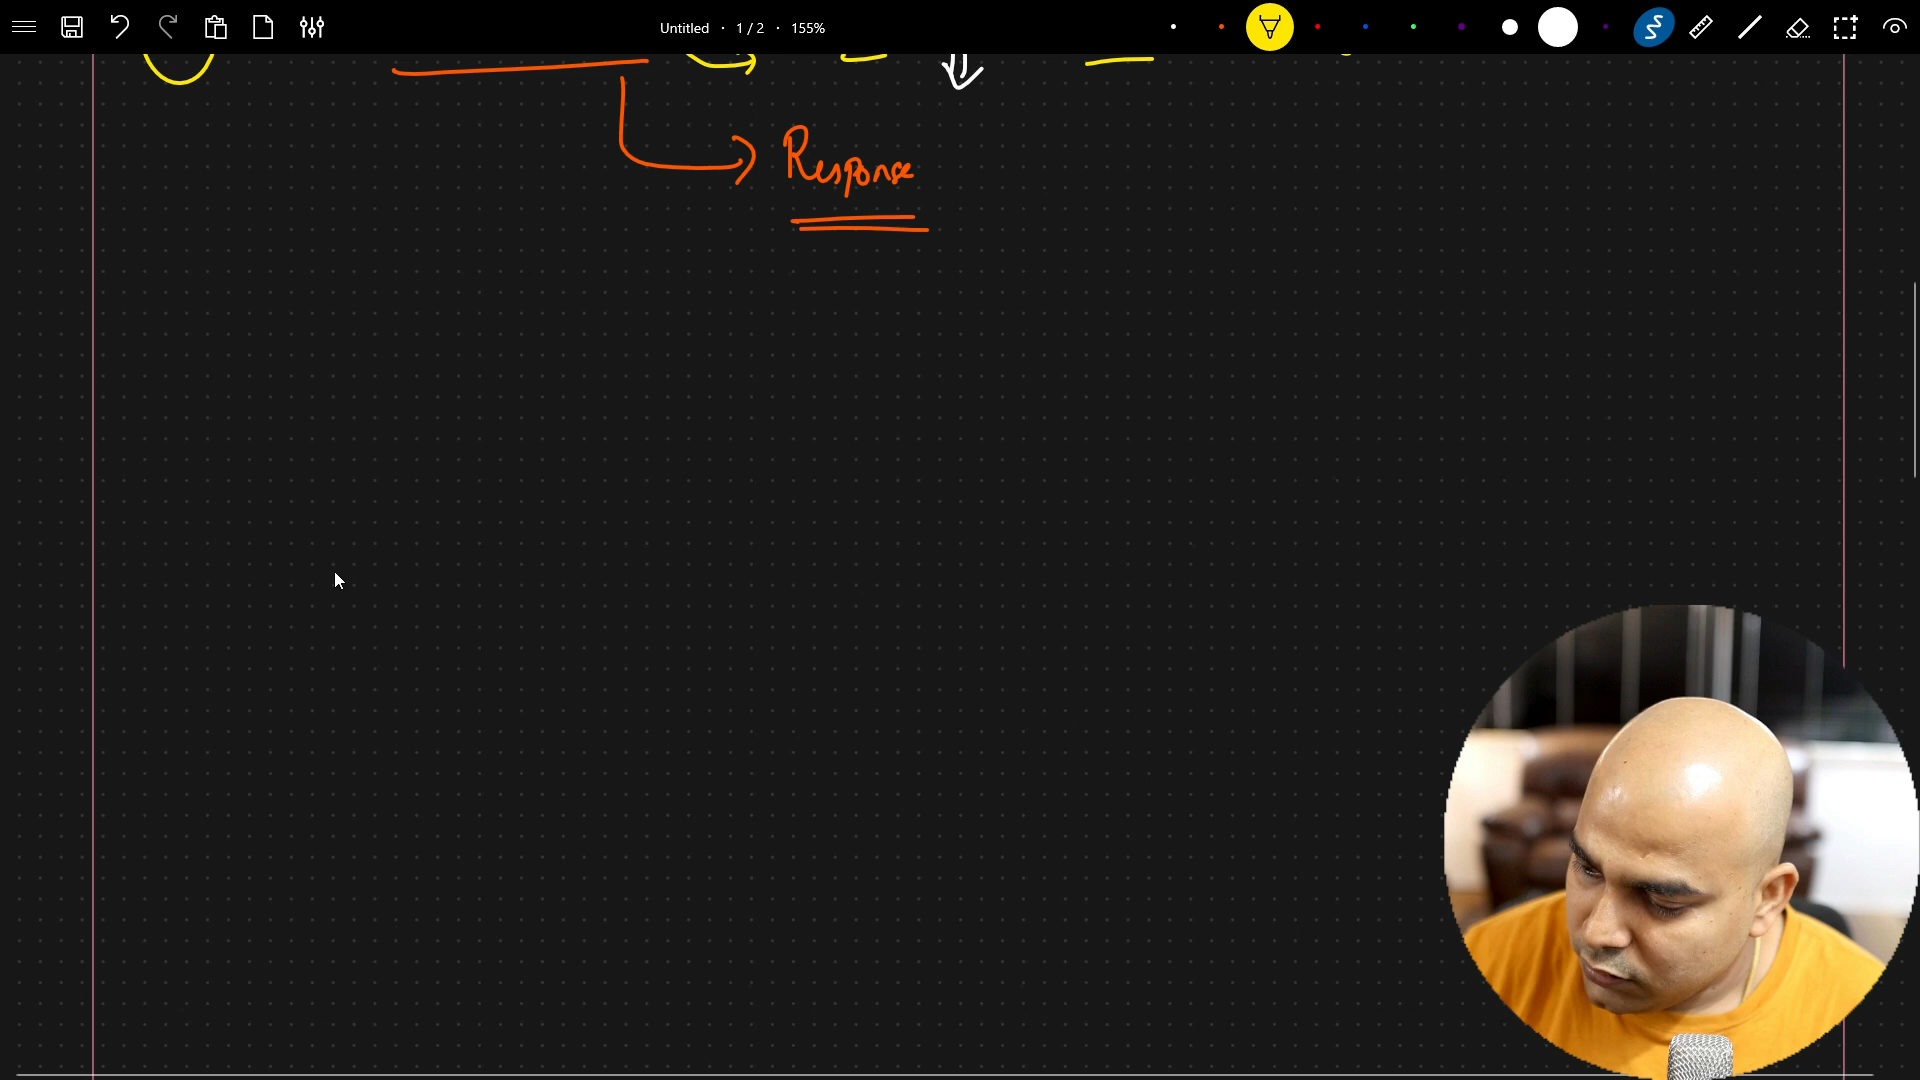 Untitled · 1 / 2 · 155%
Response